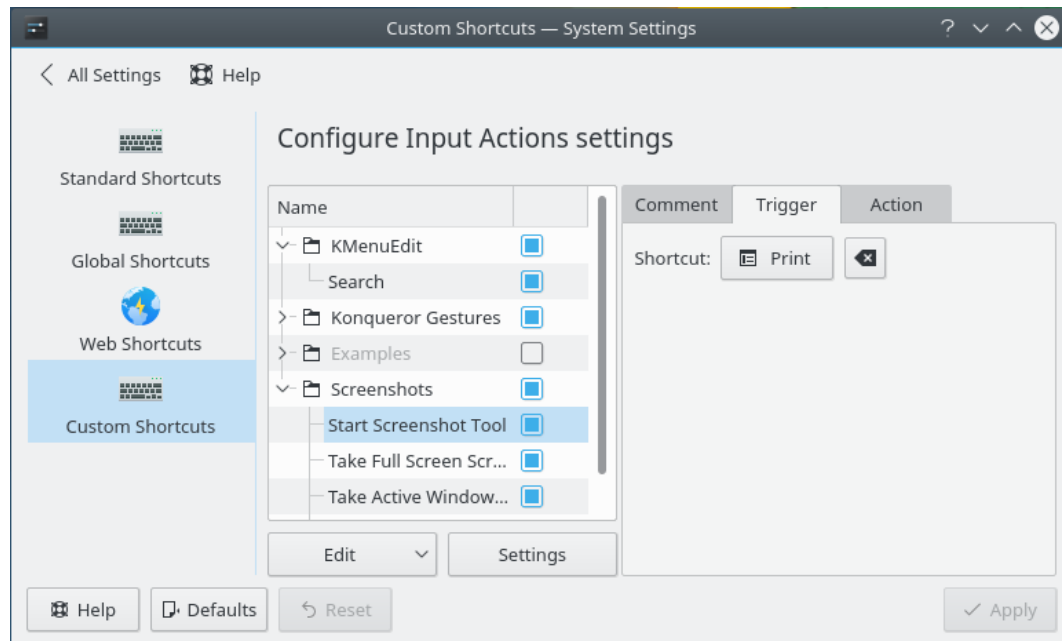 Custom Shortcuts — System Settings
All Settings Help
Configure Input Actions settings
Standard Shortcuts
Global Shortcuts
Web Shortcuts
Custom Shortcuts
Name
KMenuEdit
Search
Konqueror Gestures
Examples
Screenshots
Start Screenshot Tool
Take Full Screen Scr...
Take Active Window...
Edit Settings
Comment Trigger Action
Shortcut: Print
Help Defaults Reset Apply